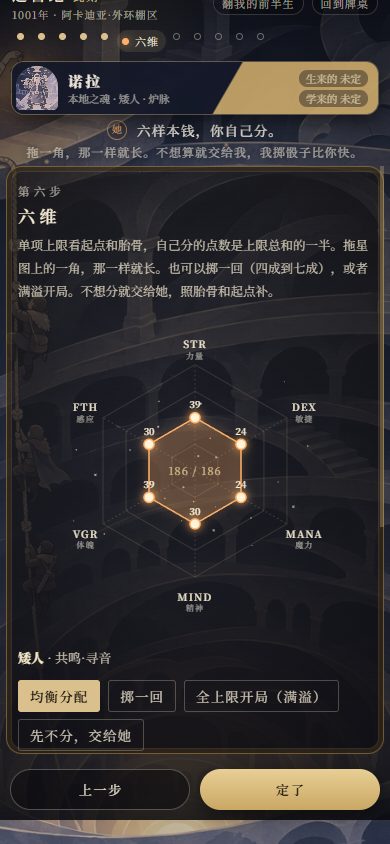 翻我的前半生
回到牌桌
1001年 · 阿卡迪亚·外环棚区
六维
诺拉
本地之魂 · 矮人 · 炉脉
生来的 未定
学来的 未定
她 六样本钱，你自己分。
拖一角，那一样就长。不想算就交给我，我掷骰子比你快。
第六步
六维
单项上限看起点和胎骨，自己分的点数是上限总和的一半。拖星
图上的一角，那一样就长。也可以掷一回（四成到七成），或者
满溢开局。不想分就交给她，照胎骨和起点补。
STR
力量
39
FTH
感应
30
24
DEX
敏捷
186 / 186
39
24
VGR
体魄
30
MANA
魔力
MIND
精神
矮人 · 共鸣·寻音
均衡分配
掷一回
全上限开局（满溢）
先不分，交给她
上一步
定了